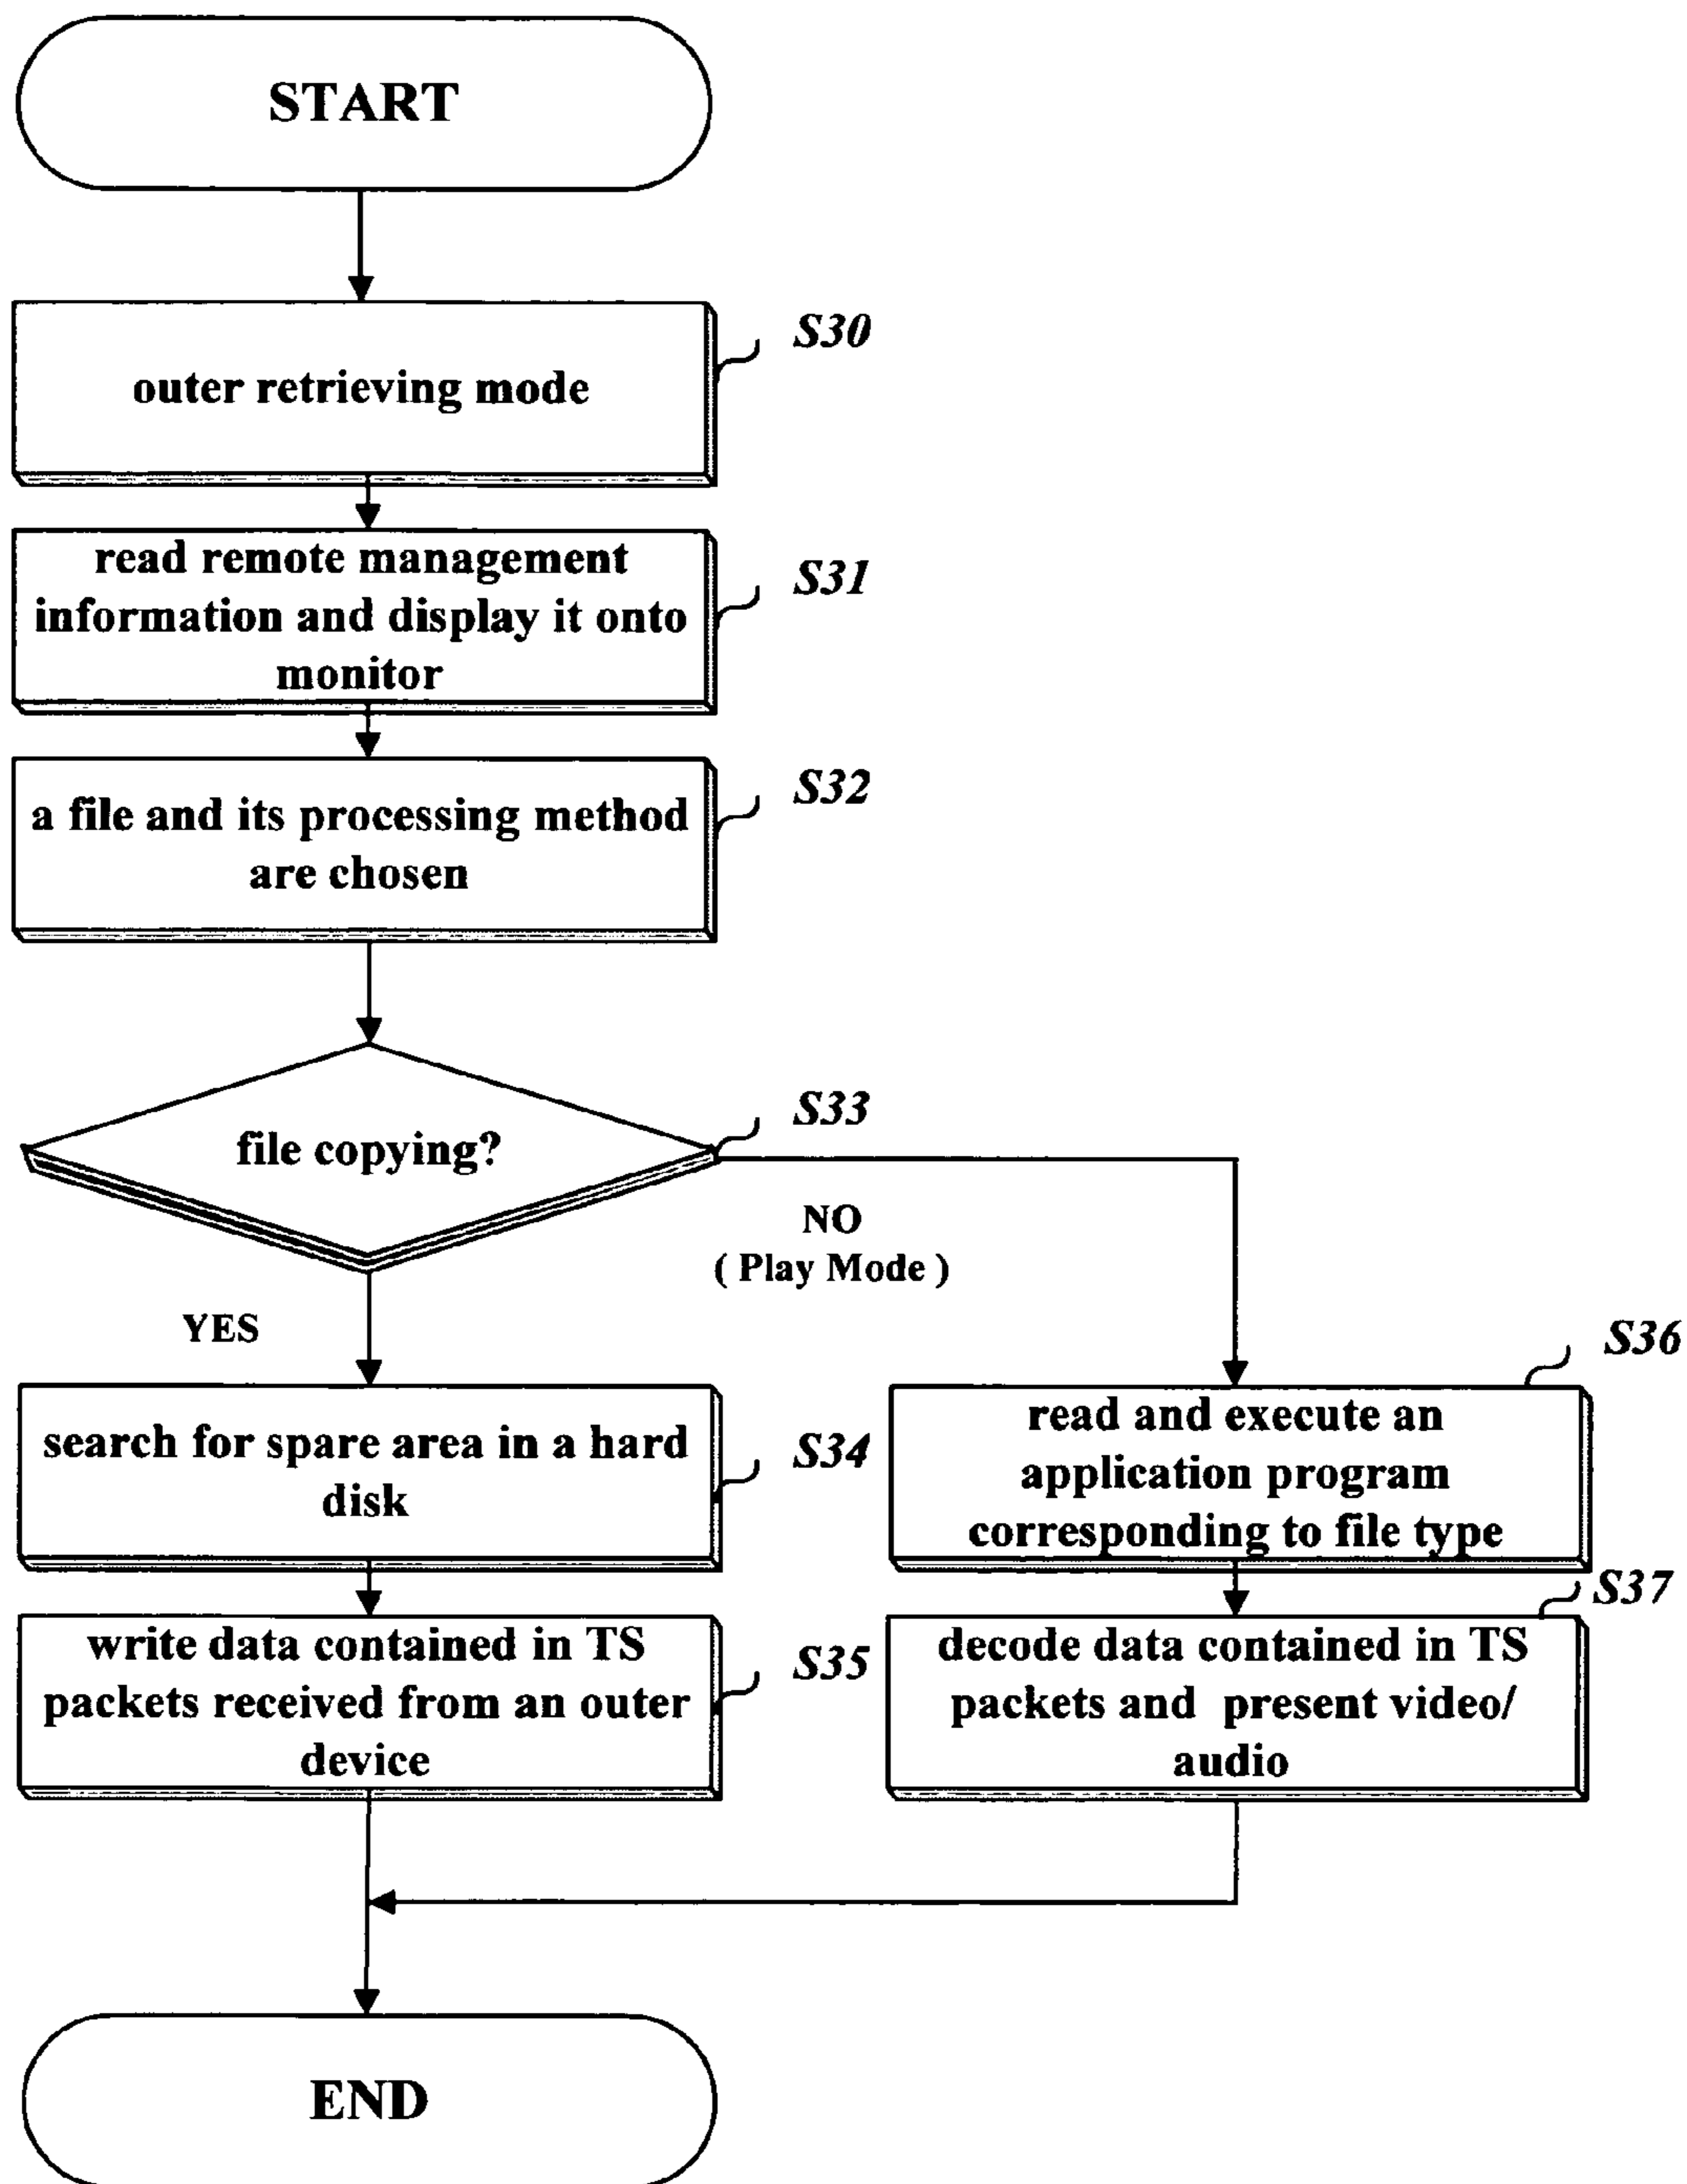 START
S30
outer retrieving mode
S31
read remote management
information and display it onto
monitor
S32
a file and its processing method
are chosen
S33
file copying?
NO
( Play Mode )
YES
S34
search for spare area in a hard
disk
S36
read and execute an
application program
corresponding to file type
S35
write data contained in TS
packets received from an outer
device
S37
decode data contained in TS
packets and present video/
audio
END